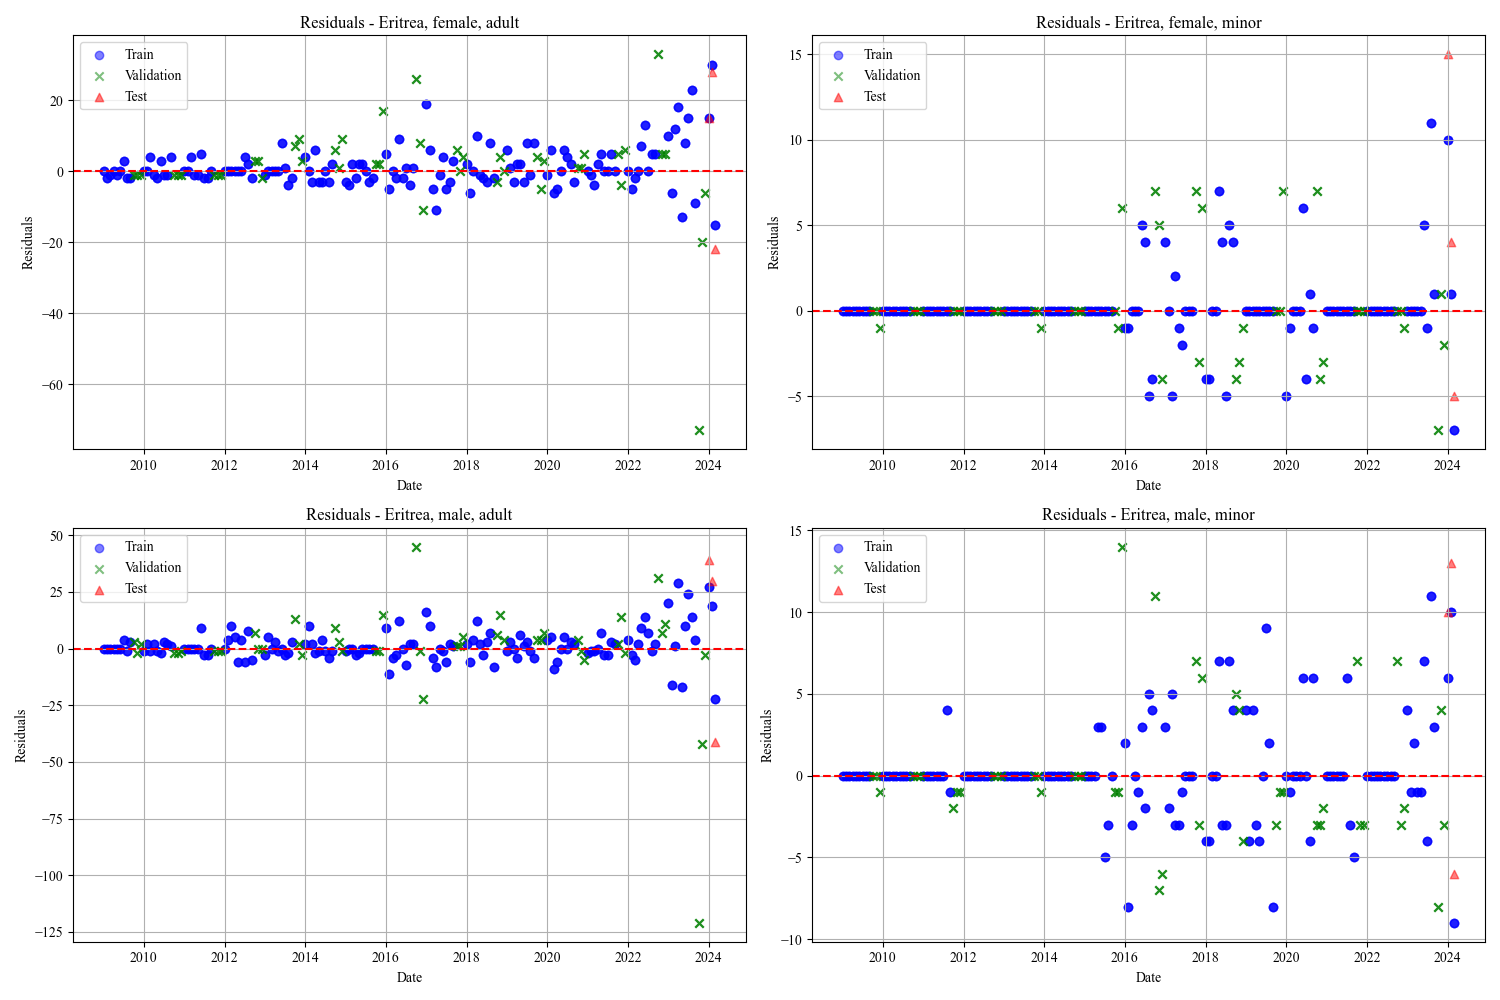 Residuals - Eritrea, female, adult
Train
Validation
Test
20
0
−20
−40
−60
Residuals
2010 2012 2014 2016 2018 2020 2022 2024
Date
Residuals - Eritrea, female, minor
Train
Validation
Test
15
10
5
0
−5
Residuals
2010 2012 2014 2016 2018 2020 2022 2024
Date
Residuals - Eritrea, male, adult
Train
Validation
Test
50
25
0
−25
−50
−75
−100
−125
Residuals
2010 2012 2014 2016 2018 2020 2022 2024
Date
Residuals - Eritrea, male, minor
Train
Validation
Test
15
10
5
0
−5
−10
Residuals
2010 2012 2014 2016 2018 2020 2022 2024
Date